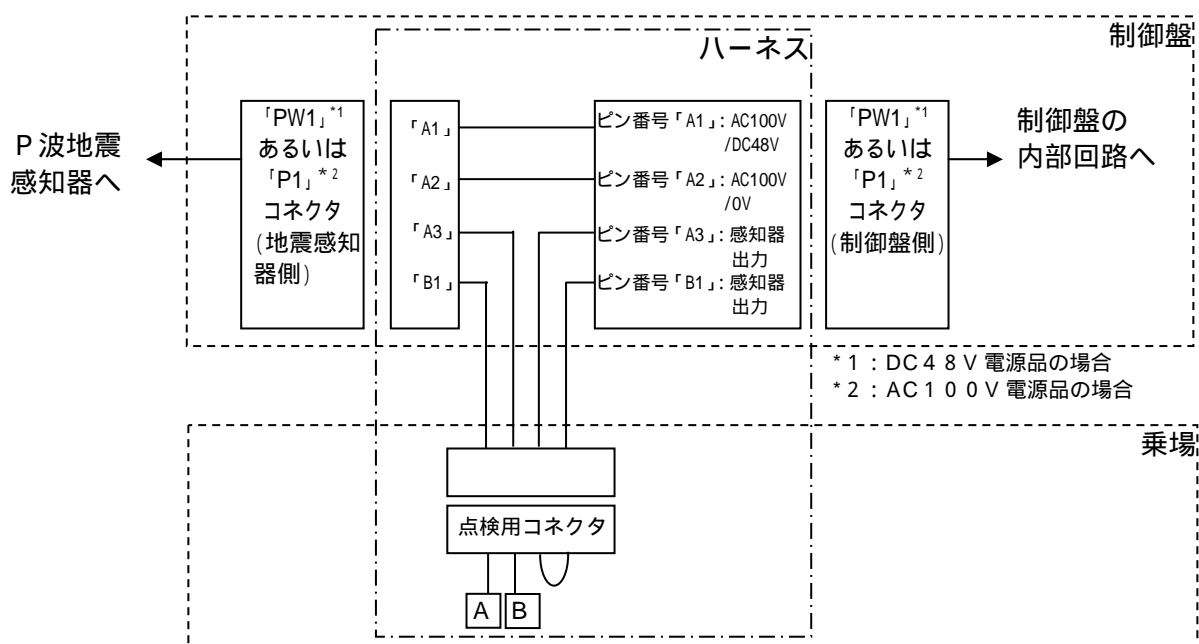 制御盤
ハーネス
P波地震
感知器へ
「PW1」*1
あるいは
「P1」*2
コネクタ
(地震感知
器側)
「A1」
「A2」
「A3」
「B1」
ピン番号「A1」: AC100V
/DC48V
ピン番号「A2」: AC100V
/0V
ピン番号「A3」: 感知器
出力
ピン番号「B1」: 感知器
出力
「PW1」*1
あるいは
「P1」*2
コネクタ
(制御盤側)
制御盤の
内部回路へ
*1:DC48V電源品の場合
*2:AC100V電源品の場合
乗場
点検用コネクタ
A
B